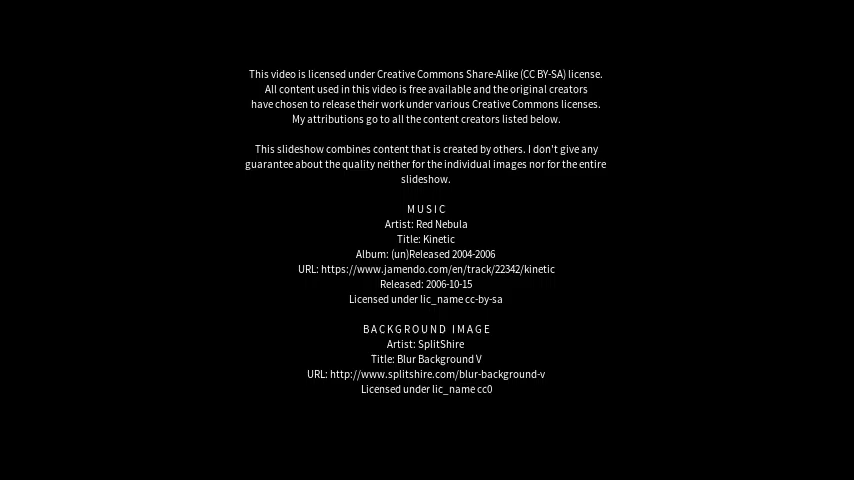 This video is licensed under Creative Commons Share-Alike (CC BY-SA) license.
All content used in this video is free available and the original creators
have chosen to release their work under various Creative Commons licenses.
My attributions go to all the content creators listed below.
This slideshow combines content that is created by others. I don't give any
guarantee about the quality neither for the individual images nor for the entire
slideshow.
MUSIC
Artist: Red Nebula
Title: Kinetic
Album: (un)Released 2004-2006
URL: https://www.jamendo.com/en/track/22342/kinetic
Released: 2006-10-15
Licensed under lic_name cc-by-sa
BACKGROUND IMAGE
Artist: SplitShire
Title: Blur Background V
URL: http://www.splitshire.com/blur-background-v
Licensed under lic_name cc0